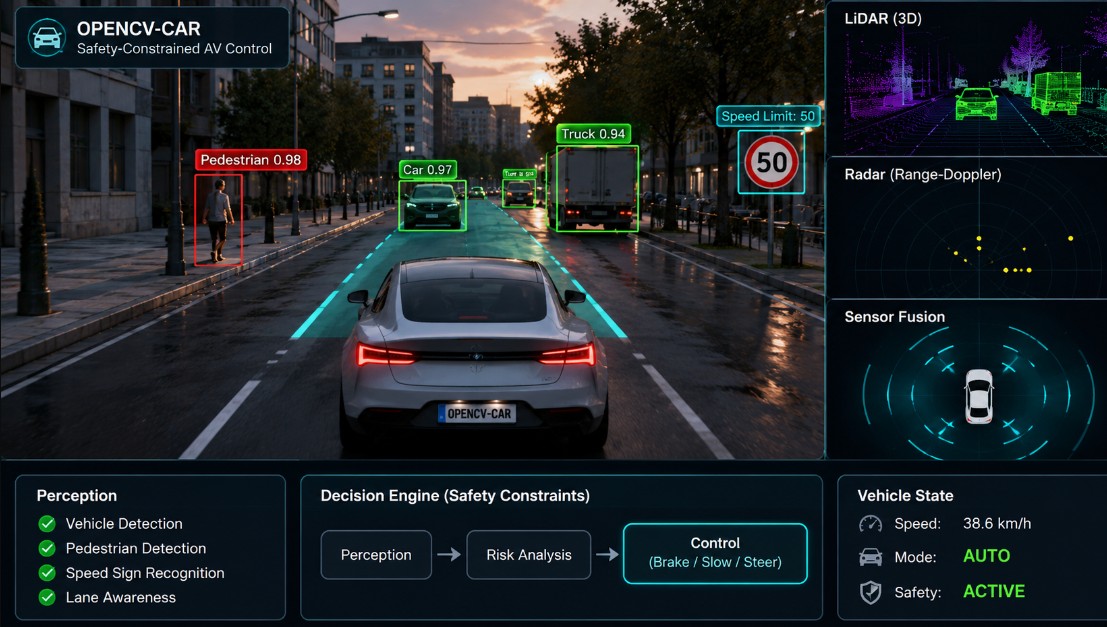 OPENCV-CAR
Safety-Constrained AV Control
Pedestrian 0.98
Car 0.97
Truck 0.94
Speed Limit: 50
50
OPENCV-CAR
LiDAR (3D)
Radar (Range-Doppler)
Sensor Fusion
Perception
Vehicle Detection
Pedestrian Detection
Speed Sign Recognition
Lane Awareness
Decision Engine (Safety Constraints)
Perception
Risk Analysis
Control
(Brake / Slow / Steer)
Vehicle State
Speed: 38.6 km/h
Mode: AUTO
Safety: ACTIVE